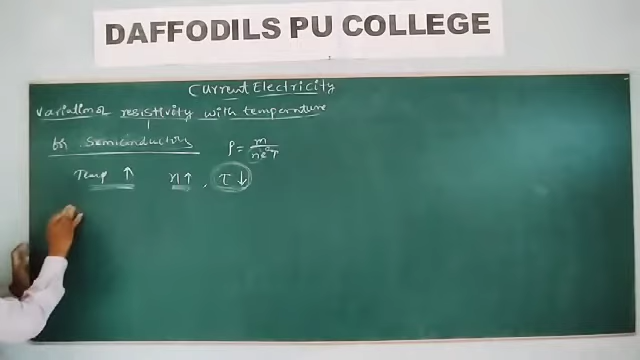 DAFFODILS PU COLLEGE
Current Electricity
Variation of resistivity with temperature
for Semiconductors ρ = m / ne²τ
Temp ↑ n↑ , τ ↓